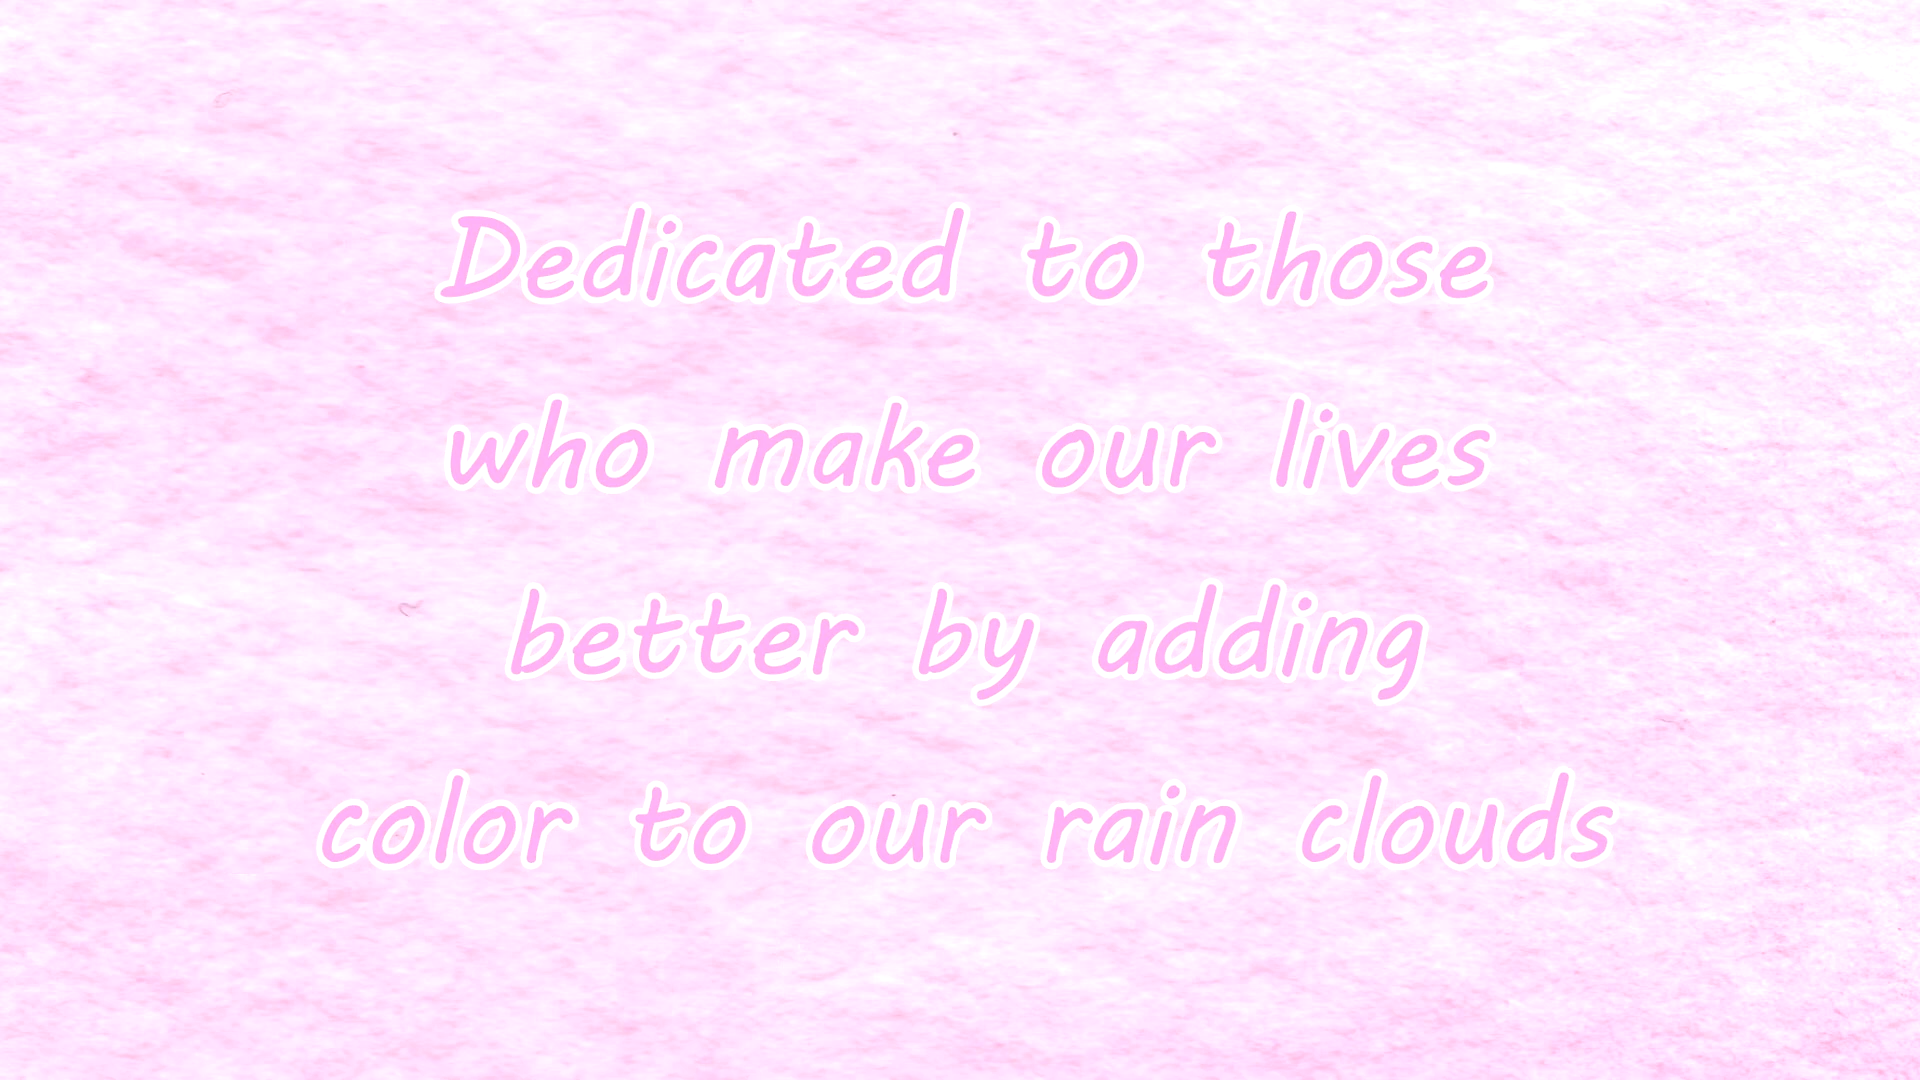 Dedicated to those
who make our lives
better by adding
color to our rain clouds